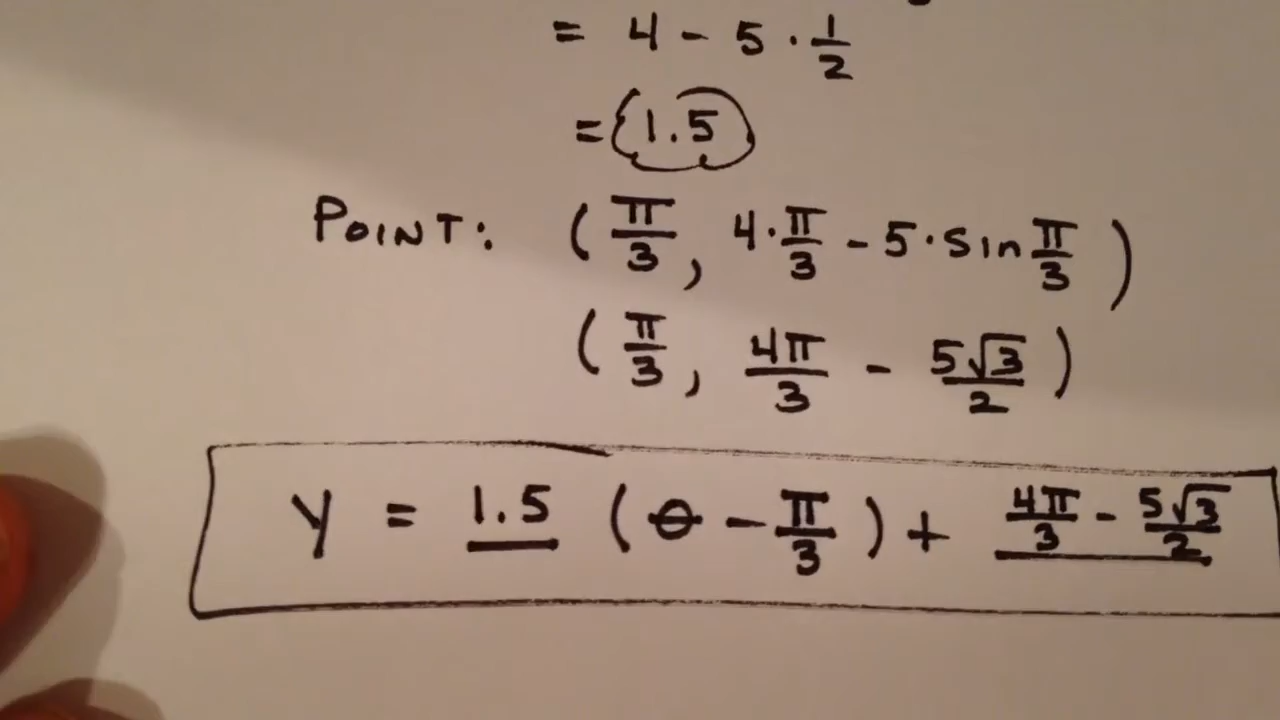 = 4 - 5 · 1/2
= 1.5
POINT: (π/3, 4·π/3 - 5·sin π/3)
(π/3, 4π/3 - 5√3/2)
y = 1.5 (θ - π/3) + 4π/3 - 5√3/2